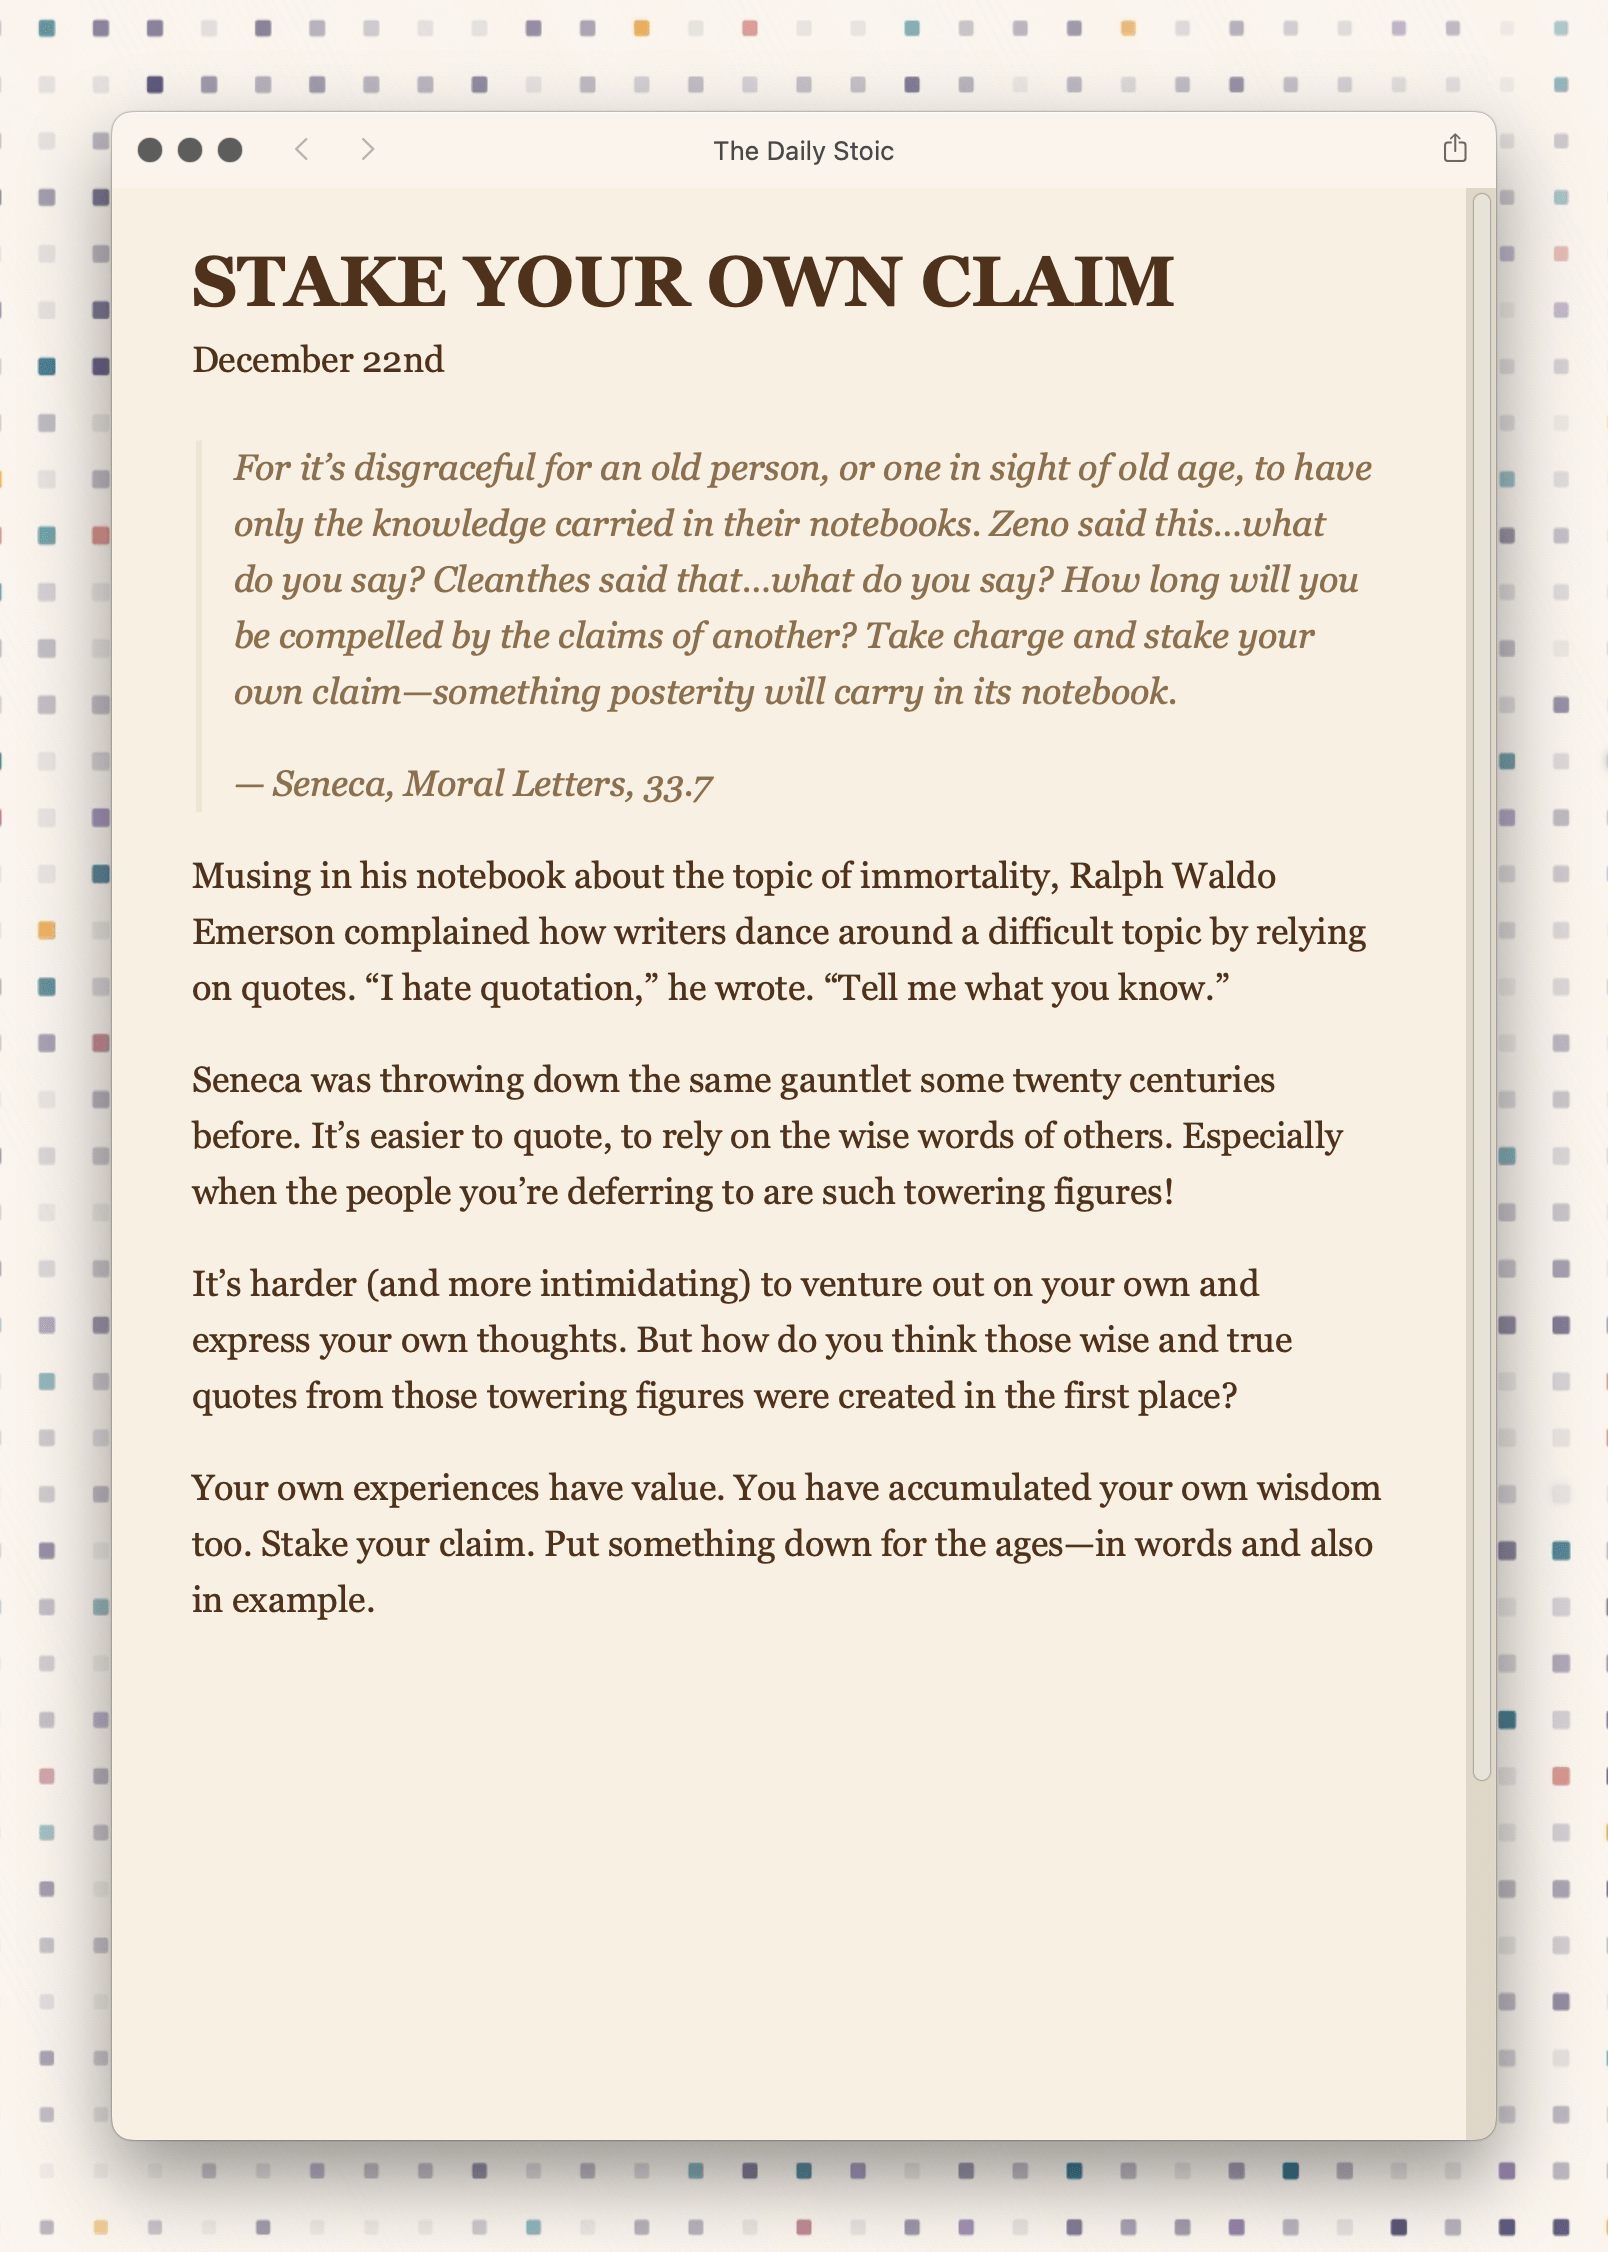 The Daily Stoic
STAKE YOUR OWN CLAIM
December 22nd
For it’s disgraceful for an old person, or one in sight of old age, to have
only the knowledge carried in their notebooks. Zeno said this...what
do you say? Cleanthes said that...what do you say? How long will you
be compelled by the claims of another? Take charge and stake your
own claim—something posterity will carry in its notebook.
— Seneca, Moral Letters, 33.7
Musing in his notebook about the topic of immortality, Ralph Waldo
Emerson complained how writers dance around a difficult topic by relying
on quotes. “I hate quotation,” he wrote. “Tell me what you know.”
Seneca was throwing down the same gauntlet some twenty centuries
before. It’s easier to quote, to rely on the wise words of others. Especially
when the people you’re deferring to are such towering figures!
It’s harder (and more intimidating) to venture out on your own and
express your own thoughts. But how do you think those wise and true
quotes from those towering figures were created in the first place?
Your own experiences have value. You have accumulated your own wisdom
too. Stake your claim. Put something down for the ages—in words and also
in example.